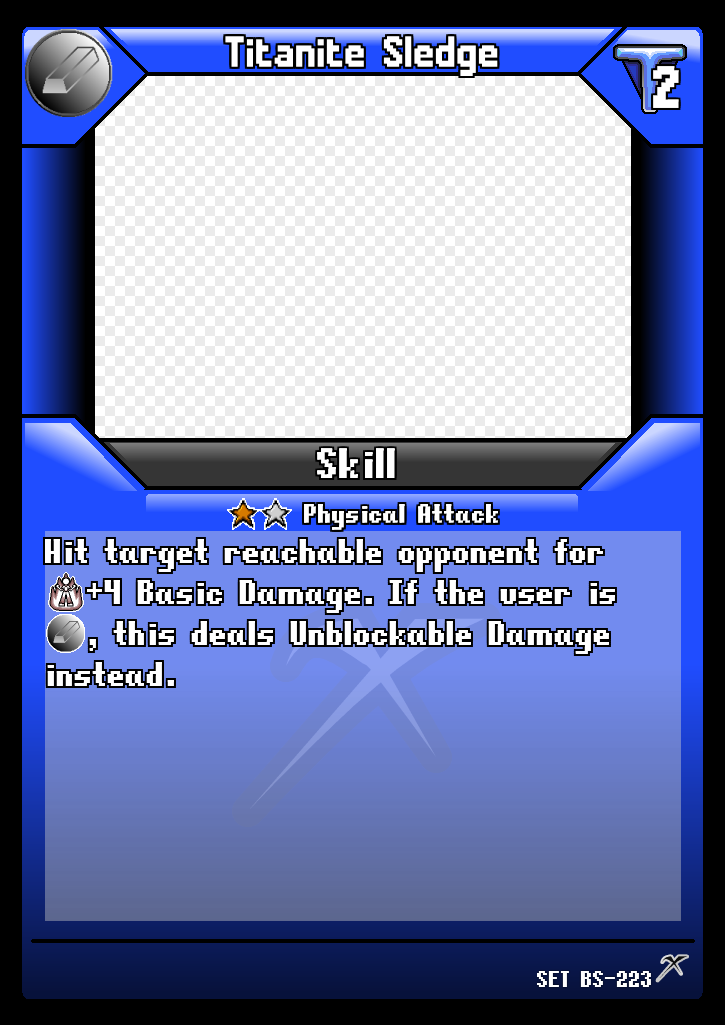 Titanite Sledge
2
Skill
Physical Attack
Hit target reachable opponent for
+4 Basic Damage. If the user is
, this deals Unblockable Damage
instead.
SET BS-223